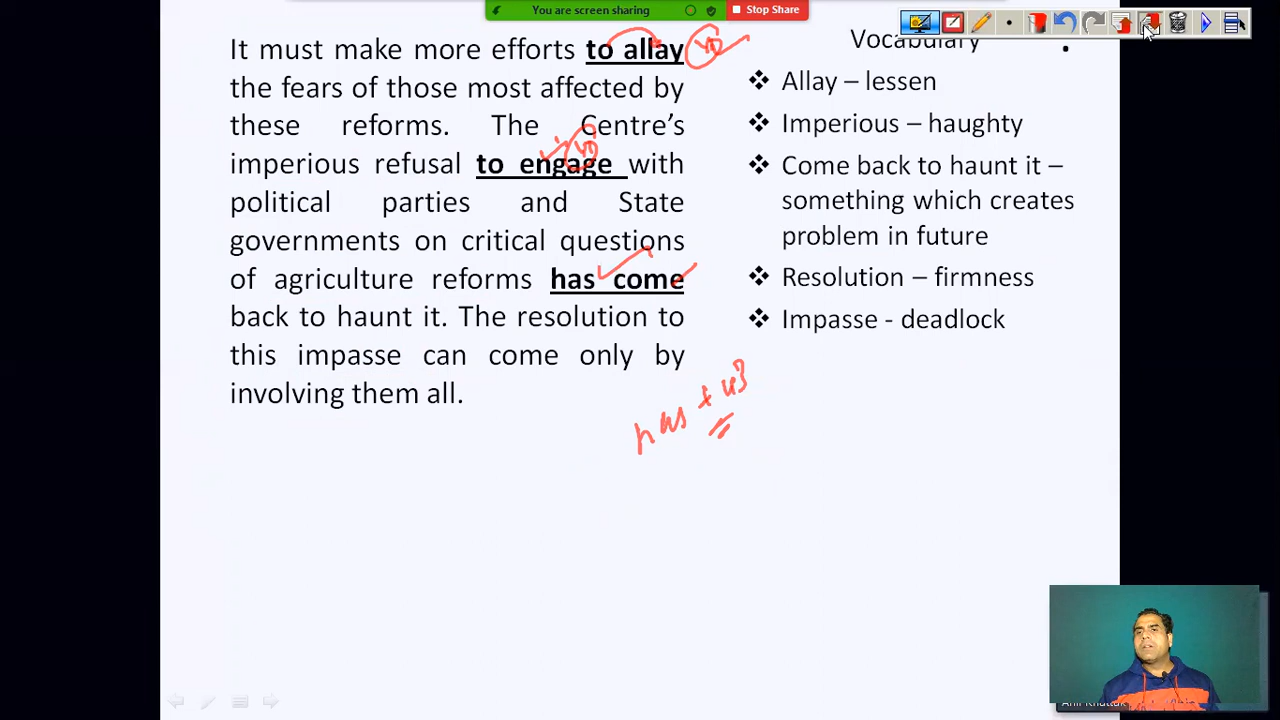 You are screen sharing
Stop Share
It must make more efforts to allay
the fears of those most affected by
these reforms. The Centre's
imperious refusal to engage with
political parties and State
governments on critical questions
of agriculture reforms has come
back to haunt it. The resolution to
this impasse can come only by
involving them all.
has + v3
Vocabulary
❖ Allay – lessen
❖ Imperious – haughty
❖ Come back to haunt it –
something which creates
problem in future
❖ Resolution – firmness
❖ Impasse - deadlock